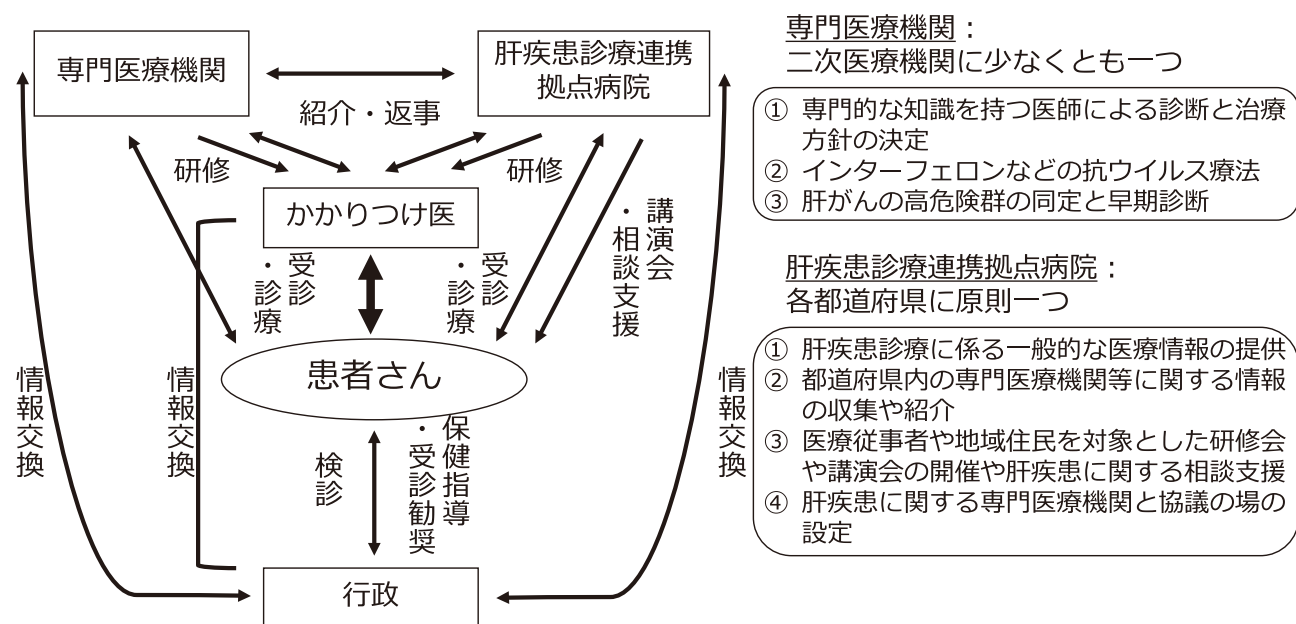 専門医療機関
肝疾患診療連携
拠点病院
紹介・返事
研修
研修
かかりつけ医
受診
・診療
受診
・診療
講演会
・相談支援
患者さん
情報交換
情報交換
情報交換
検診
保健指導
・受診勧奨
行政
専門医療機関：
二次医療機関に少なくとも一つ
① 専門的な知識を持つ医師による診断と治療
方針の決定
② インターフェロンなどの抗ウイルス療法
③ 肝がんの高危険群の同定と早期診断
肝疾患診療連携拠点病院：
各都道府県に原則一つ
① 肝疾患診療に係る一般的な医療情報の提供
② 都道府県内の専門医療機関等に関する情報
の収集や紹介
③ 医療従事者や地域住民を対象とした研修会
や講演会の開催や肝疾患に関する相談支援
④ 肝疾患に関する専門医療機関と協議の場の
設定